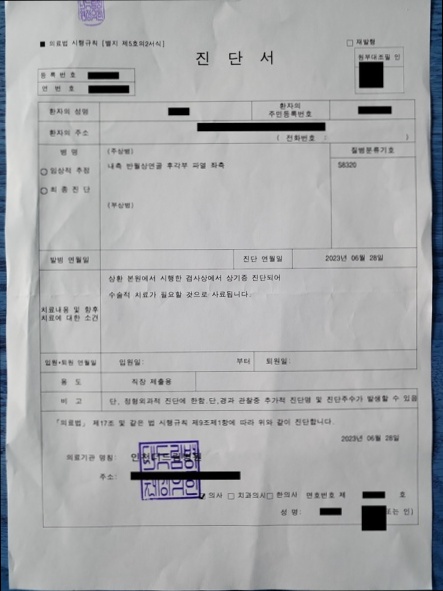 ■ 의료법 시행규칙 [별지 제5호의2서식]
□ 재발행
진 단 서
원부대조필 인
등 록 번 호
연 번 호
환자의 성명
환자의 주민등록번호
환자의 주소
( 전화번호 : )
병 명
(주상병)
질병분류기호
○ 임상적 추정
내측 반월상연골 후각부 파열 좌측
S8320
○ 최 종 진 단
(부상병)
발병 연월일
진단 연월일
2023년 06월 28일
치료내용 및 향후 치료에 대한 소견
상환 본원에서 시행한 검사상에서 상기증 진단되어
수술적 치료가 필요할 것으로 사료됩니다.
입원·퇴원 연월일
입원일:
부터
퇴원일:
용 도
직장 제출용
비 고
단, 정형외과적 진단에 한함.단,경과 관찰중 추가적 진단명 및 진단주수가 발생할 수 있음
「의료법」 제17조 및 같은 법 시행규칙 제9조제1항에 따라 위와 같이 진단합니다.
2023년 06월 28일
의료기관 명칭:
주소:
의사 □ 치과의사 □ 한의사 면허번호 제 호
성 명:
또는 인)